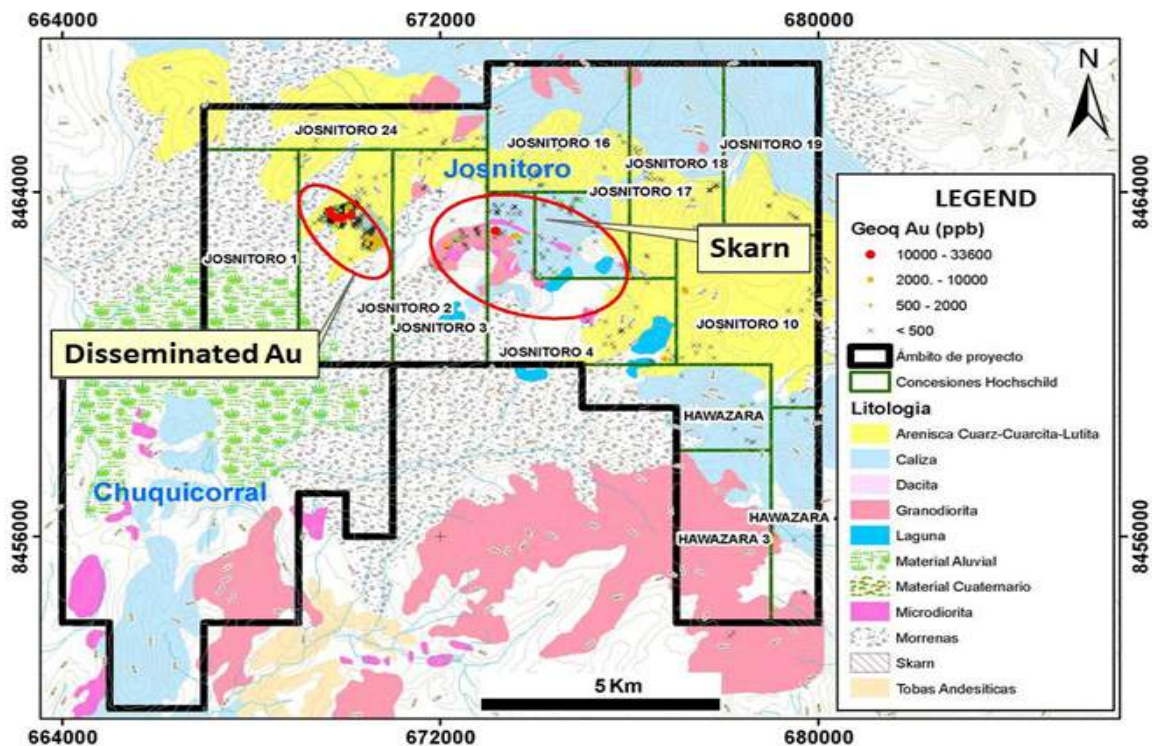 664000
672000
680000
N
JOSNITORO 24
JOSNITORO 16
JOSNITORO 19
JOSNITORO 18
Josnitoro
JOSNITORO 17
8464000
8464000
Skarn
JOSNITORO 1
JOSNITORO 2
JOSNITORO 3
JOSNITORO 10
JOSNITORO 4
Disseminated Au
HAWAZARA
Chuquicorral
HAWAZARA 4
HAWAZARA 3
8456000
8456000
5 Km
LEGEND
Geoq Au (ppb)
10000 - 33600
2000. - 10000
500 - 2000
< 500
Ámbito de proyecto
Concesiones Hochschild
Litologia
Arenisca Cuarz-Cuarcita-Lutita
Caliza
Dacita
Granodiorita
Laguna
Material Aluvial
Material Cuaternario
Microdiorita
Morrenas
Skarn
Tobas Andesiticas
664000
672000
680000